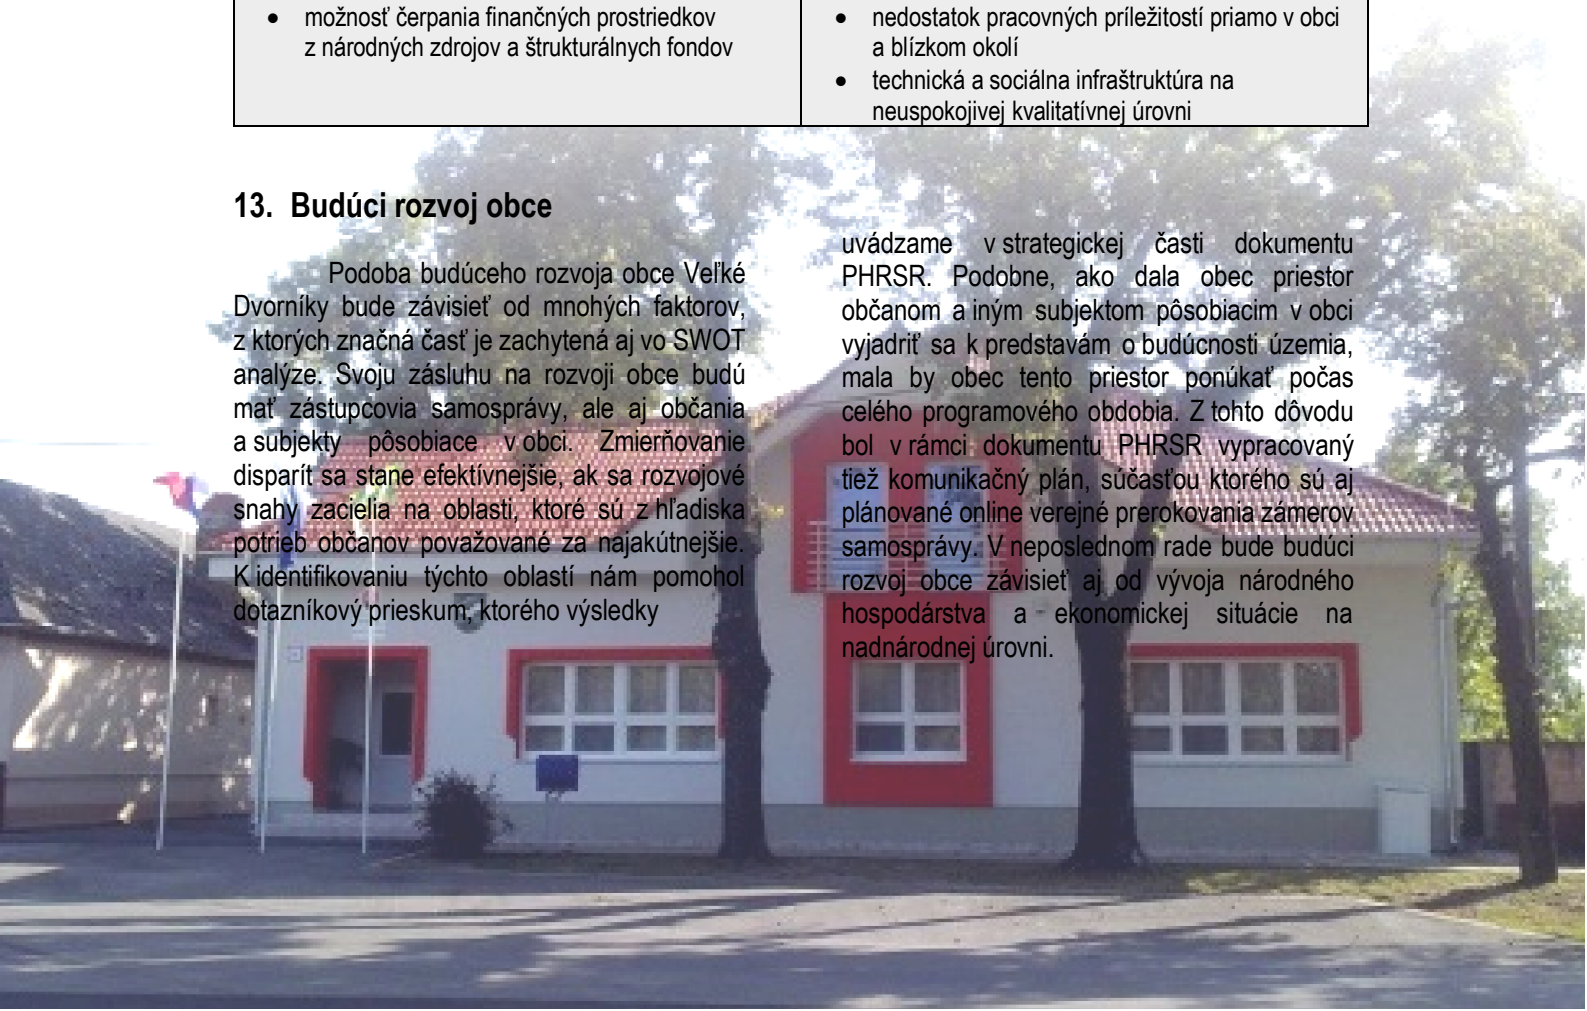 • možnosť čerpania finančných prostriedkov
z národných zdrojov a štrukturálnych fondov
• nedostatok pracovných príležitostí priamo v obci
a blízkom okolí
• technická a sociálna infraštruktúra na
neuspokojivej kvalitatívnej úrovni
13. Budúci rozvoj obce
Podoba budúceho rozvoja obce Veľké
Dvorníky bude závisieť od mnohých faktorov,
z ktorých značná časť je zachytená aj vo SWOT
analýze. Svoju zásluhu na rozvoji obce budú
mať zástupcovia samosprávy, ale aj občania
a subjekty pôsobiace v obci. Zmierňovanie
disparít sa stane efektívnejšie, ak sa rozvojové
snahy zacielia na oblasti, ktoré sú z hľadiska
potrieb občanov považované za najakútnejšie.
K identifikovaniu týchto oblastí nám pomohol
dotazníkový prieskum, ktorého výsledky
uvádzame v strategickej časti dokumentu
PHRSR. Podobne, ako dala obec priestor
občanom a iným subjektom pôsobiacim v obci
vyjadriť sa k predstavám o budúcnosti územia,
mala by obec tento priestor ponúkať počas
celého programového obdobia. Z tohto dôvodu
bol v rámci dokumentu PHRSR vypracovaný
tiež komunikačný plán, súčasťou ktorého sú aj
plánované online verejné prerokovania zámerov
samosprávy. V neposlednom rade bude budúci
rozvoj obce závisieť aj od vývoja národného
hospodárstva a ekonomickej situácie na
nadnárodnej úrovni.